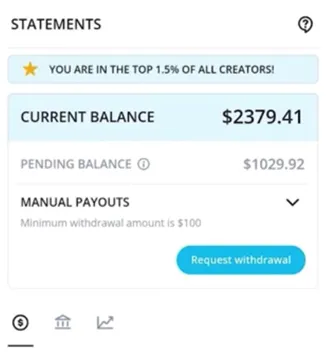 STATEMENTS
YOU ARE IN THE TOP 1.5% OF ALL CREATORS!
CURRENT BALANCE $2379.41
PENDING BALANCE $1029.92
MANUAL PAYOUTS
Minimum withdrawal amount is $100
Request withdrawal